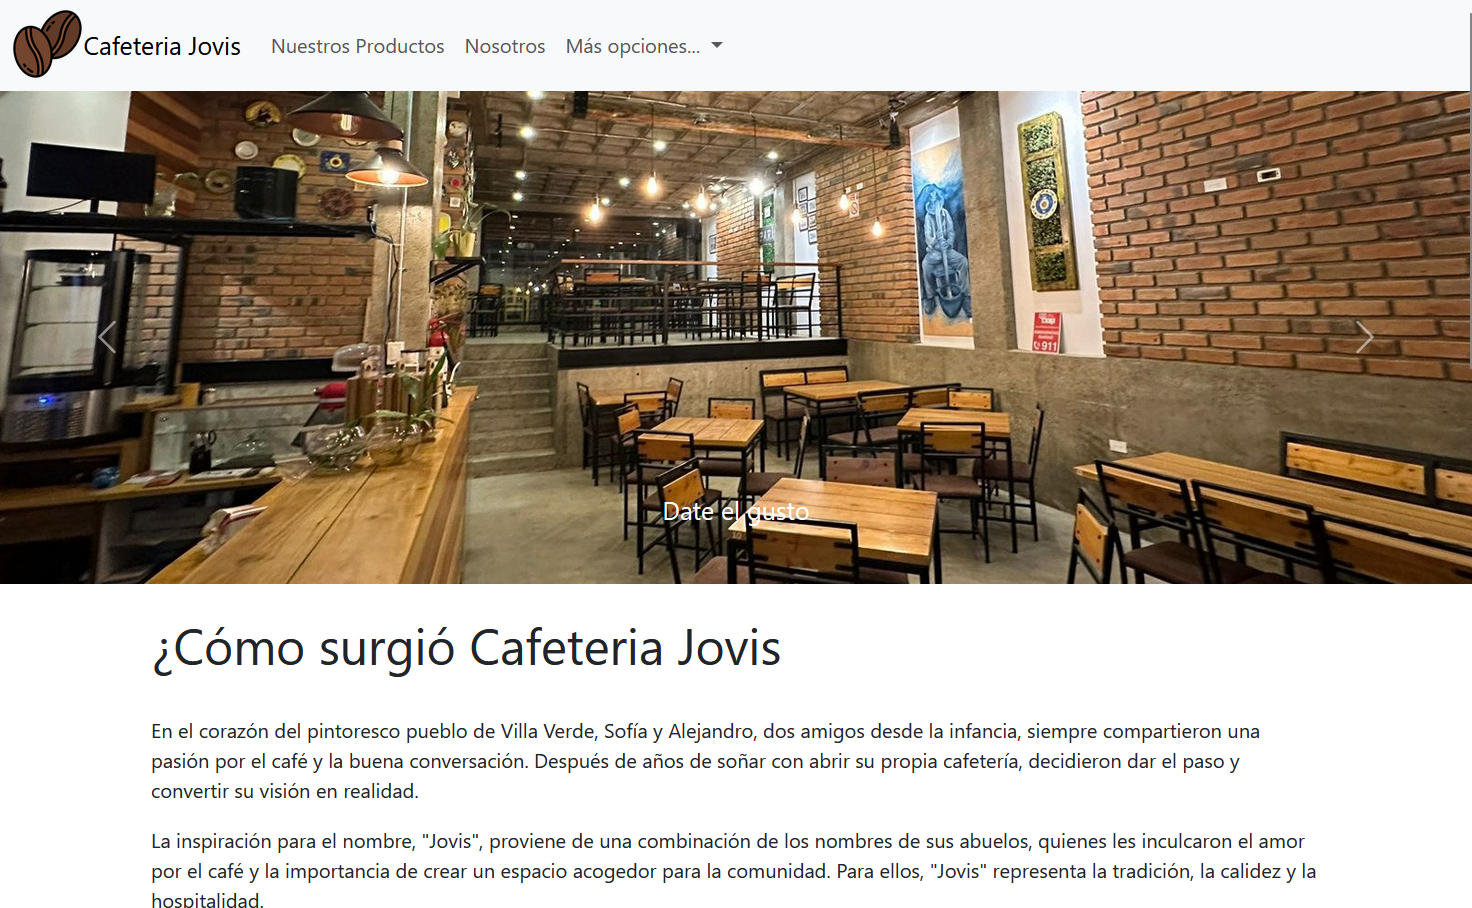 Cafeteria Jovis
Nuestros Productos
Nosotros
Más opciones...
911
Date el gusto
10
¿Cómo surgió Cafeteria Jovis
En el corazón del pintoresco pueblo de Villa Verde, Sofía y Alejandro, dos amigos desde la infancia, siempre compartieron una
pasión por el café y la buena conversación. Después de años de soñar con abrir su propia cafetería, decidieron dar el paso y
convertir su visión en realidad.
La inspiración para el nombre, "Jovis", proviene de una combinación de los nombres de sus abuelos, quienes les inculcaron el amor
por el café y la importancia de crear un espacio acogedor para la comunidad. Para ellos, "Jovis" representa la tradición, la calidez y la
hospitalidad.